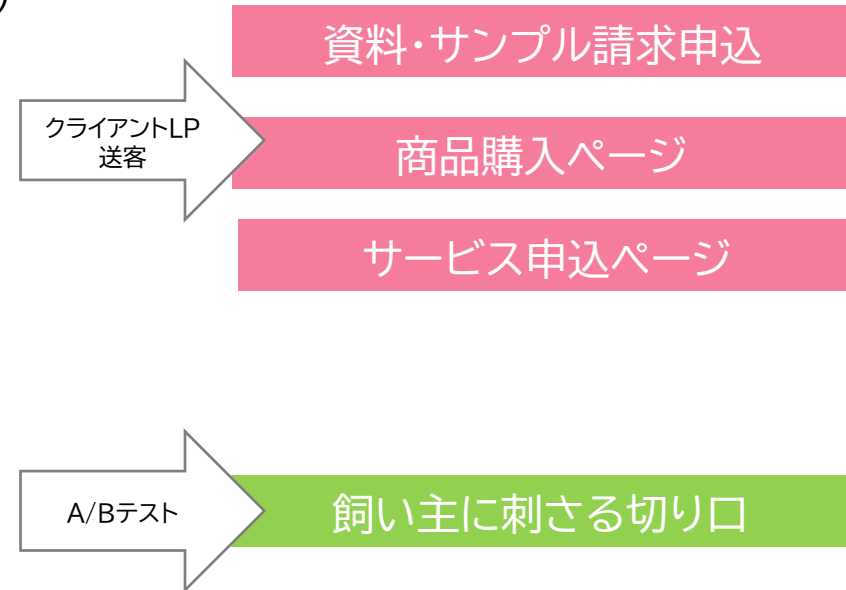 資料・サンプル請求申込
クライアントLP
送客
商品購入ページ
サービス申込ページ
A/Bテスト
飼い主に刺さる切り口